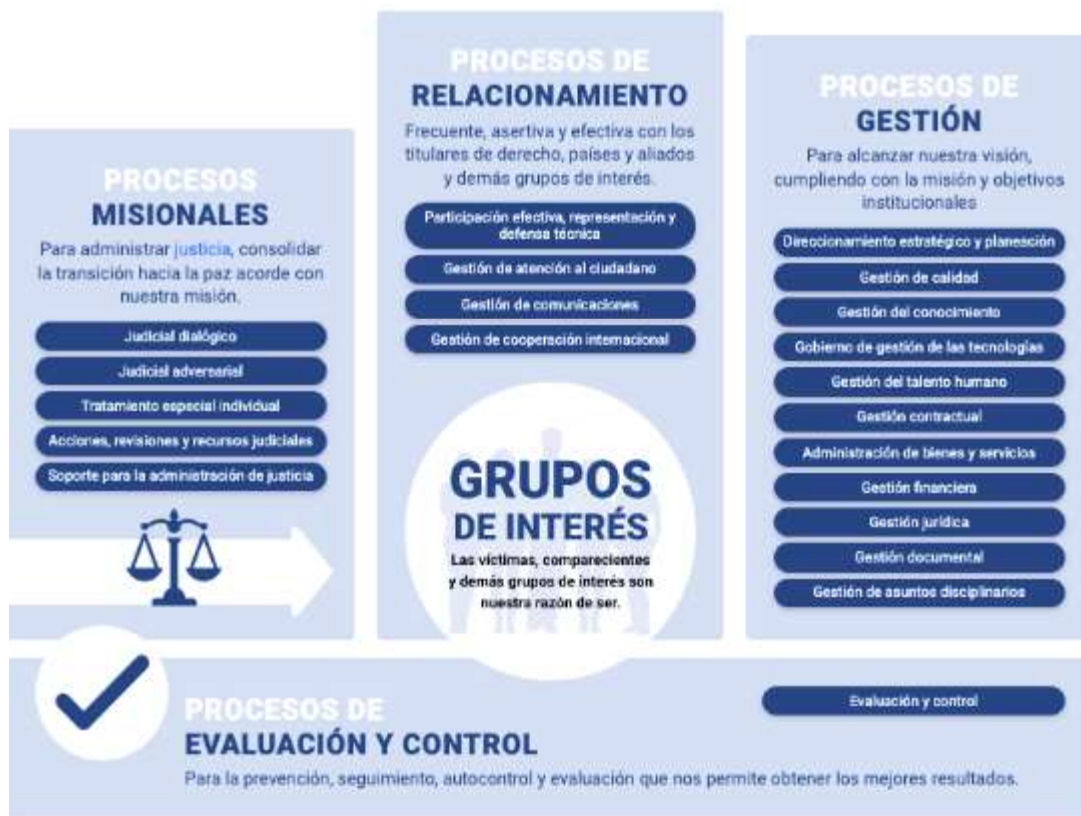 PROCESOS
MISIONALES
Para administrar justicia, consolidar
la transición hacia la paz acorde con
nuestra misión.
Judicial dialógico
Judicial adversarial
Tratamiento especial individual
Acciones, revisiones y recursos judiciales
Soporte para la administración de justicia
PROCESOS DE
RELACIONAMIENTO
Frecuente, asertiva y efectiva con los
titulares de derecho, países y aliados
y demás grupos de interés.
Participación efectiva, representación y
defensa técnica
Gestión de atención al ciudadano
Gestión de comunicaciones
Gestión de cooperación internacional
GRUPOS
DE INTERÉS
Las víctimas, comparecientes
y demás grupos de interés son
nuestra razón de ser.
PROCESOS DE
GESTIÓN
Para alcanzar nuestra visión,
cumpliendo con la misión y objetivos
institucionales
Direccionamiento estratégico y planeación
Gestión de calidad
Gestión del conocimiento
Gobierno de gestión de las tecnologías
Gestión del talento humano
Gestión contractual
Administración de bienes y servicios
Gestión financiera
Gestión jurídica
Gestión documental
Gestión de asuntos disciplinarios
PROCESOS DE
EVALUACIÓN Y CONTROL
Para la prevención, seguimiento, autocontrol y evaluación que nos permite obtener los mejores resultados.
Evaluación y control